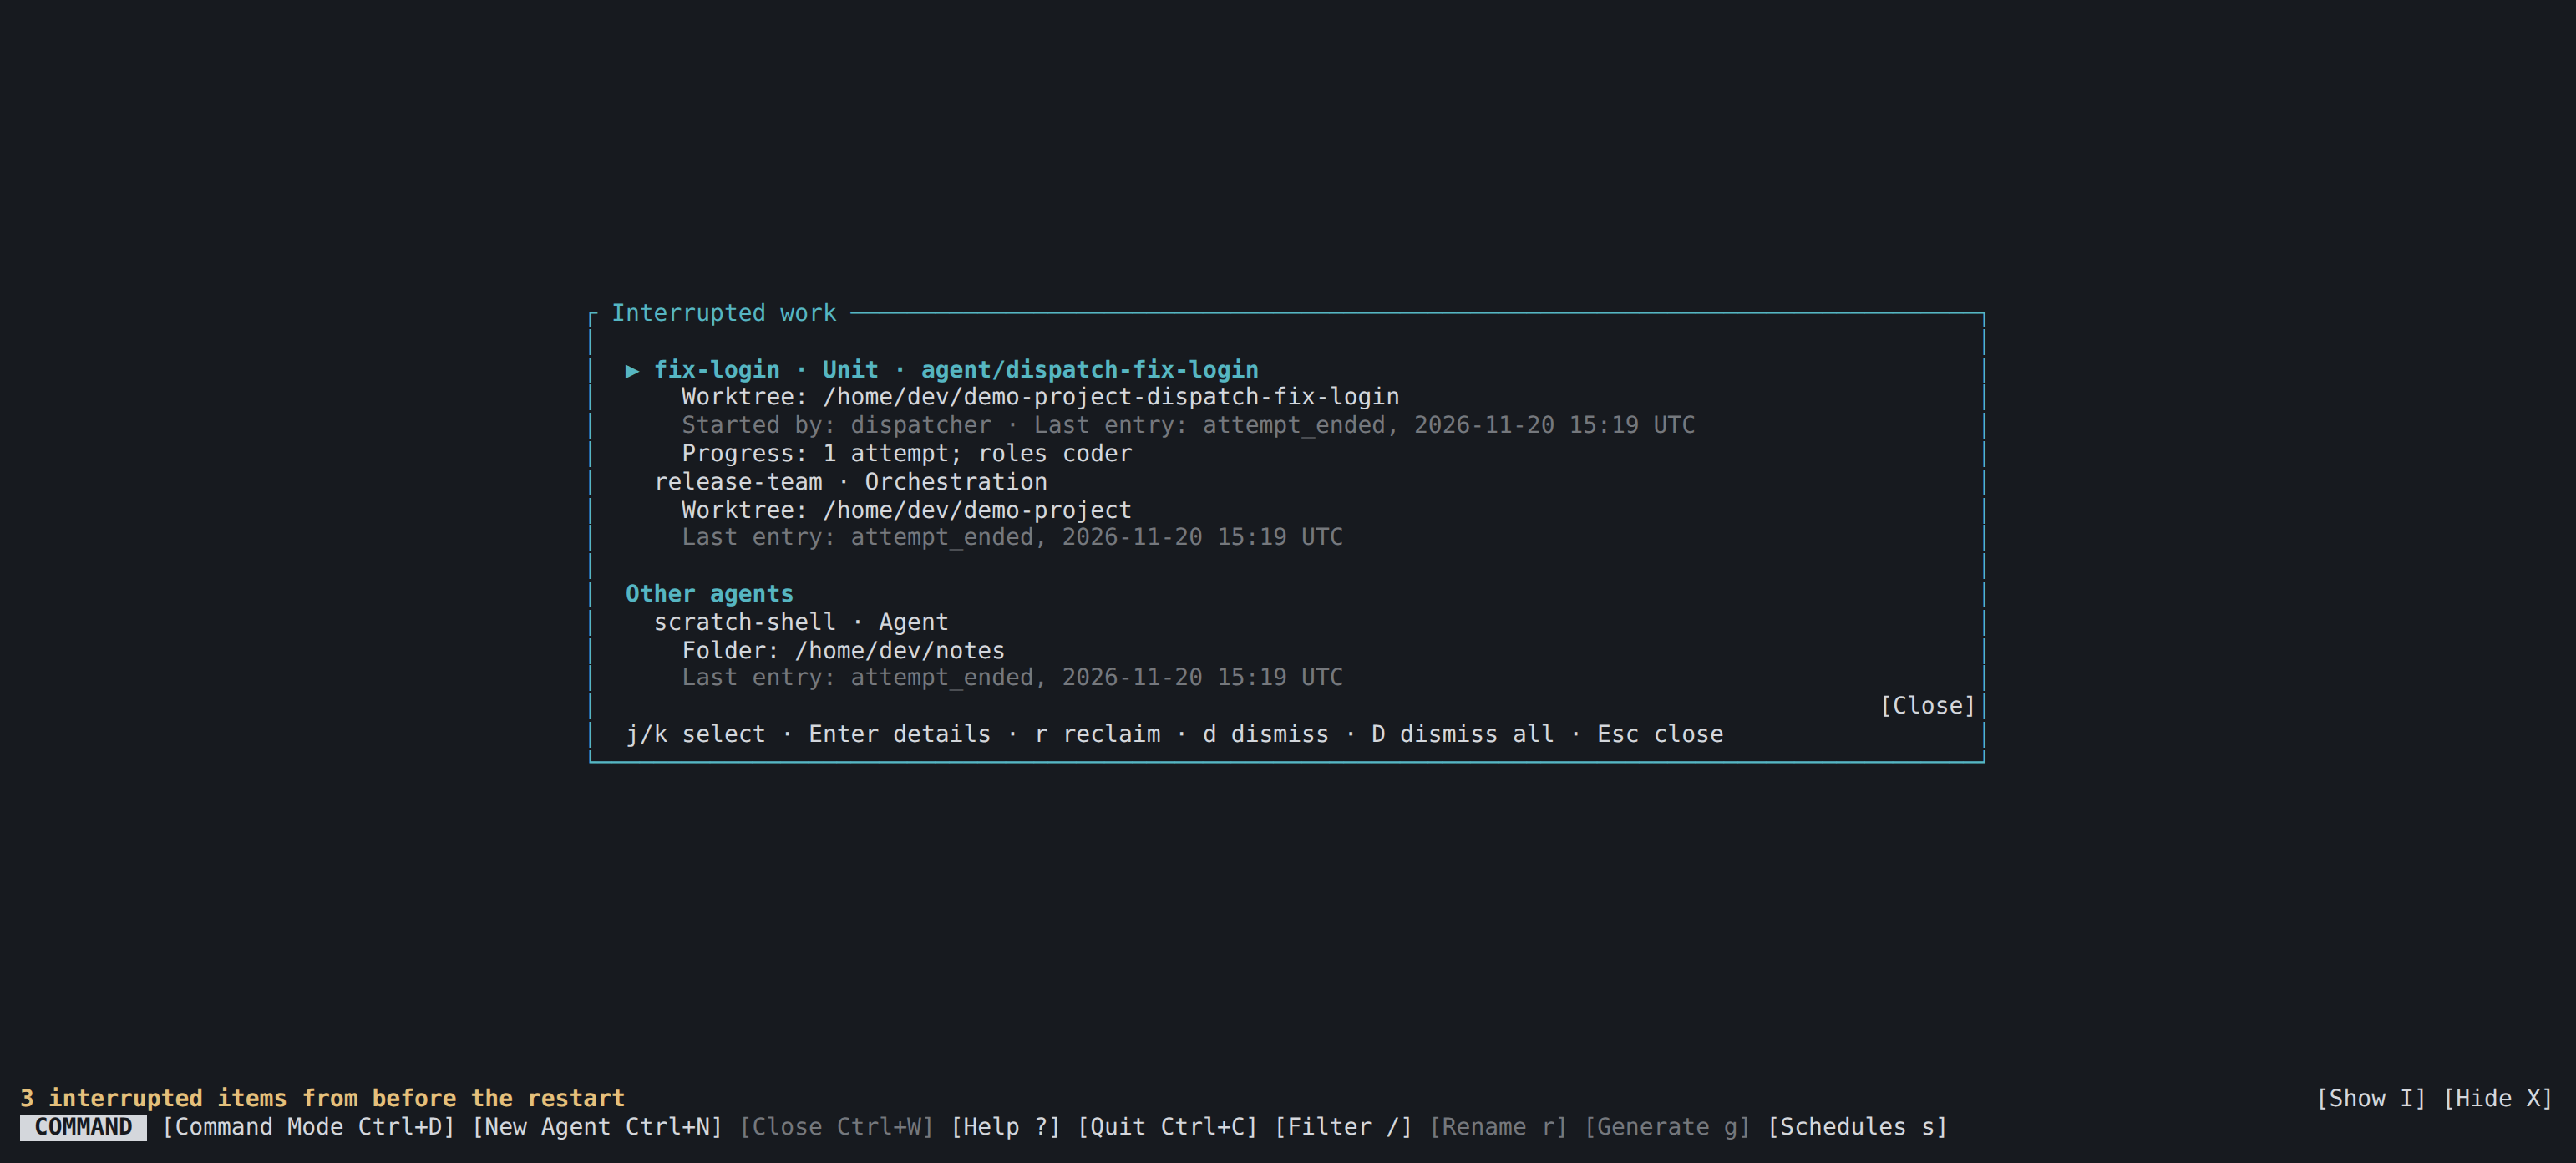 Interrupted work
▶ fix-login · Unit · agent/dispatch-fix-login
Worktree: /home/dev/demo-project-dispatch-fix-login
Started by: dispatcher · Last entry: attempt_ended, 2026-11-20 15:19 UTC
Progress: 1 attempt; roles coder
release-team · Orchestration
Worktree: /home/dev/demo-project
Last entry: attempt_ended, 2026-11-20 15:19 UTC
Other agents
scratch-shell · Agent
Folder: /home/dev/notes
Last entry: attempt_ended, 2026-11-20 15:19 UTC
[Close]
j/k select · Enter details · r reclaim · d dismiss · D dismiss all · Esc close
3 interrupted items from before the restart [Show I] [Hide X]
COMMAND [Command Mode Ctrl+D] [New Agent Ctrl+N] [Close Ctrl+W] [Help ?] [Quit Ctrl+C] [Filter /] [Rename r] [Generate g] [Schedules s]